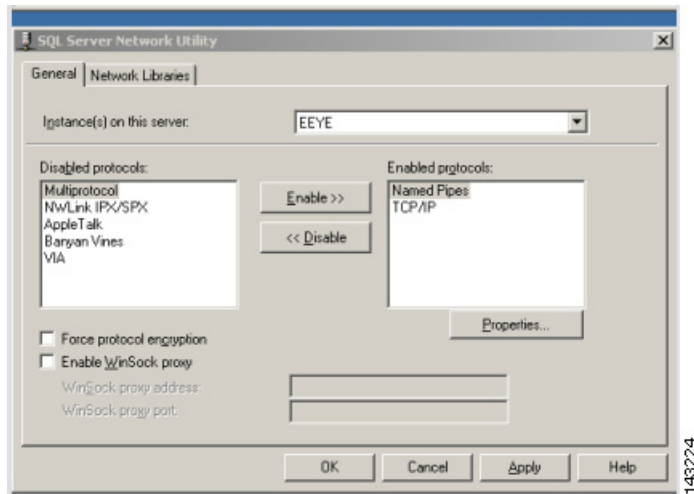 SQL Server Network Utility
General
Network Libraries
Instance(s) on this server:
EEYE
Disabled protocols:
Multiprotocol
NWLink IPX/SPX
AppleTalk
Banyan Vines
VIA
Enable >>
<< Disable
Enabled protocols:
Named Pipes
TCP/IP
Properties...
Force protocol encryption
Enable WinSock proxy
WinSock proxy address:
WinSock proxy port:
OK
Cancel
Apply
Help
143224